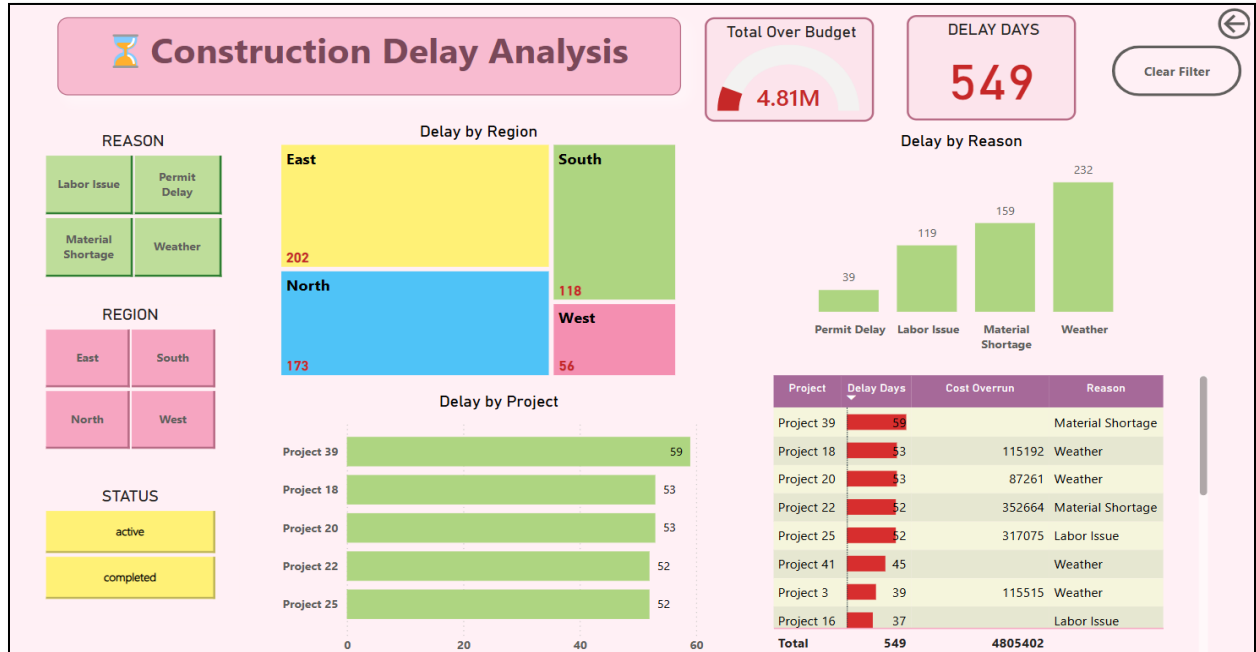 ⏳ Construction Delay Analysis
Total Over Budget
4.81M
DELAY DAYS
549
Clear Filter
REASON
Labor Issue
Permit
Delay
Material
Shortage
Weather
REGION
East
South
North
West
STATUS
active
completed
Delay by Region
East
202
South
118
North
173
West
56
Delay by Reason
39
119
159
232
Permit Delay
Labor Issue
Material
Shortage
Weather
Delay by Project
Project 39 59
Project 18 53
Project 20 53
Project 22 52
Project 25 52
0 20 40 60
Project Delay Days Cost Overrun Reason
Project 39 59 Material Shortage
Project 18 53 115192 Weather
Project 20 53 87261 Weather
Project 22 52 352664 Material Shortage
Project 25 52 317075 Labor Issue
Project 41 45 Weather
Project 3 39 115515 Weather
Project 16 37 Labor Issue
Total 549 4805402